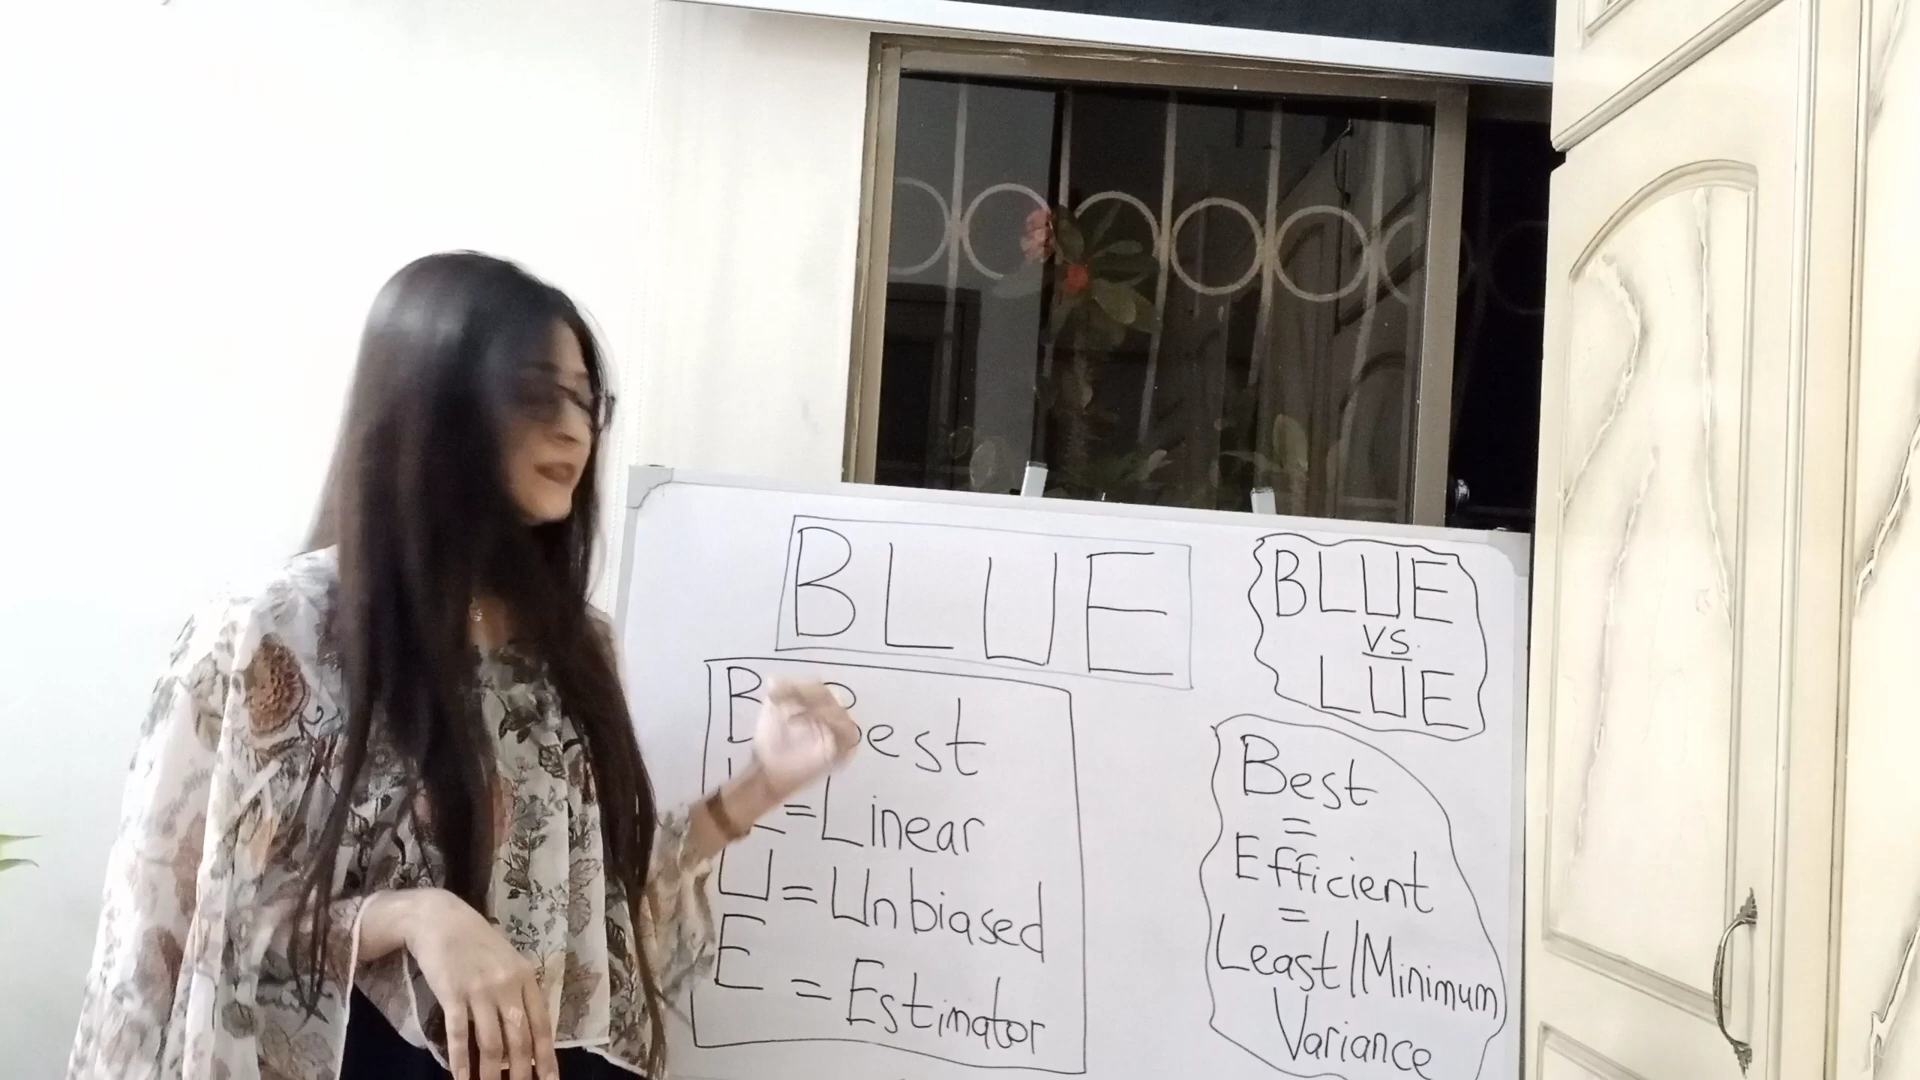 BLUE
B Best
L = Linear
U = Unbiased
E = Estimator
BLUE
vs.
LUE
Best
=
Efficient
=
Least/Minimum
Variance